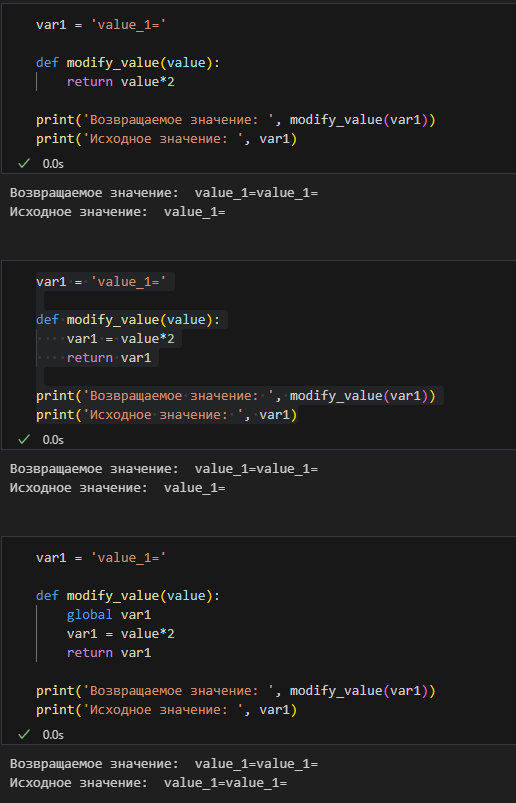 var1 = 'value_1='
def modify_value(value):
    return value*2
print('Возвращаемое значение: ', modify_value(var1))
print('Исходное значение: ', var1)
0.0s
Возвращаемое значение:  value_1=value_1=
Исходное значение:  value_1=
var1 = 'value_1='
def modify_value(value):
    var1 = value*2
    return var1
print('Возвращаемое значение: ', modify_value(var1))
print('Исходное значение: ', var1)
0.0s
Возвращаемое значение:  value_1=value_1=
Исходное значение:  value_1=
var1 = 'value_1='
def modify_value(value):
    global var1
    var1 = value*2
    return var1
print('Возвращаемое значение: ', modify_value(var1))
print('Исходное значение: ', var1)
0.0s
Возвращаемое значение:  value_1=value_1=
Исходное значение:  value_1=value_1=